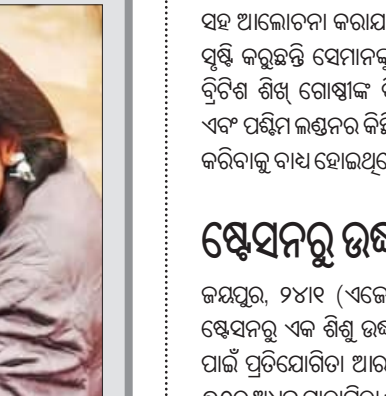 ସହ ଆଲୋଚନା କରାଯ
ସୃଷ୍ଟି କରୁଛନ୍ତି ସେମାନଙ୍କୁ
ବ୍ରିଟିଶ ଶିଖ୍ ଗୋଷ୍ଠୀଙ୍କ
ଏବଂ ପଶ୍ଚିମ ଲଣ୍ଡନର କିଛି
କରିବାକୁ ବାଧ୍ୟ ହୋଇଥିଲେ
ଷ୍ଟେସନରୁ ଉଦ୍ଧ
ଜୟପୁର, ୨୪।୧ (ଏଜେ
ଷ୍ଟେସନରୁ ଏକ ଶିଶୁ ଉଦ୍ଧ
ପାଇଁ ପ୍ରତିଯୋଗିତା ଆର